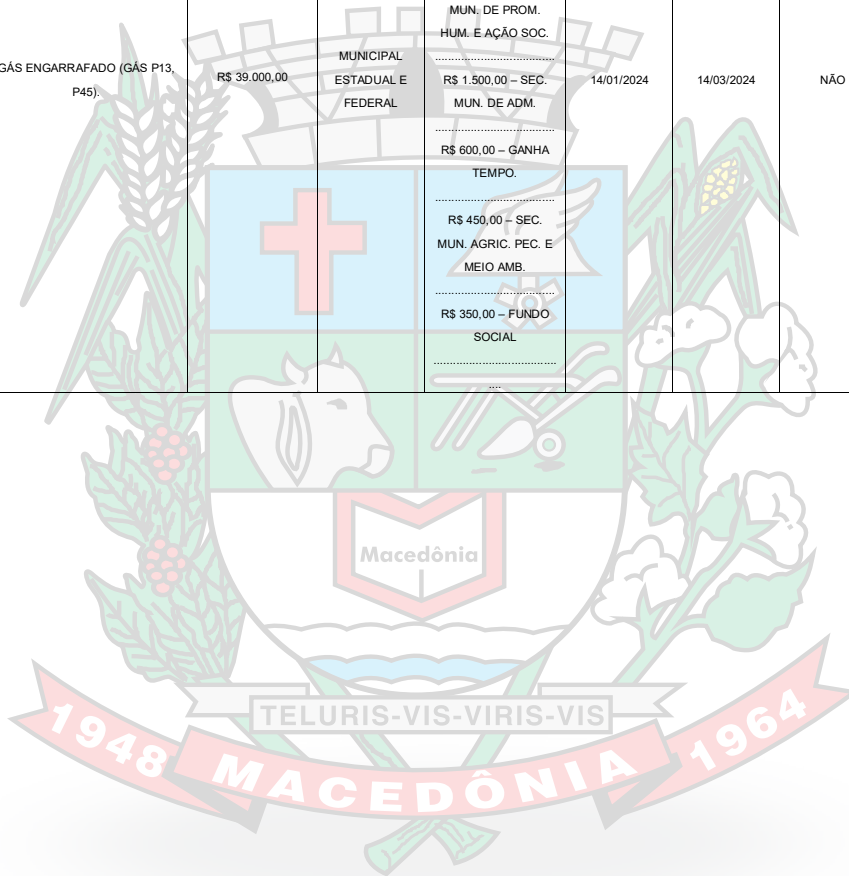 GÁS ENGARRAFADO (GÁS P13,
P45).
R$ 39.000,00
MUNICIPAL
ESTADUAL E
FEDERAL
MUN. DE PROM.
HUM. E AÇÃO SOC.
.....................................
R$ 1.500,00 – SEC.
MUN. DE ADM.
.....................................
R$ 600,00 – GANHA
TEMPO.
.....................................
R$ 450,00 – SEC.
MUN. AGRIC. PEC. E
MEIO AMB.
.....................................
R$ 350,00 – FUNDO
SOCIAL
......................................
....
14/01/2024
14/03/2024
NÃO
Macedônia
TELURIS-VIS-VIRIS-VIS
1948
MACEDÔNIA
1964